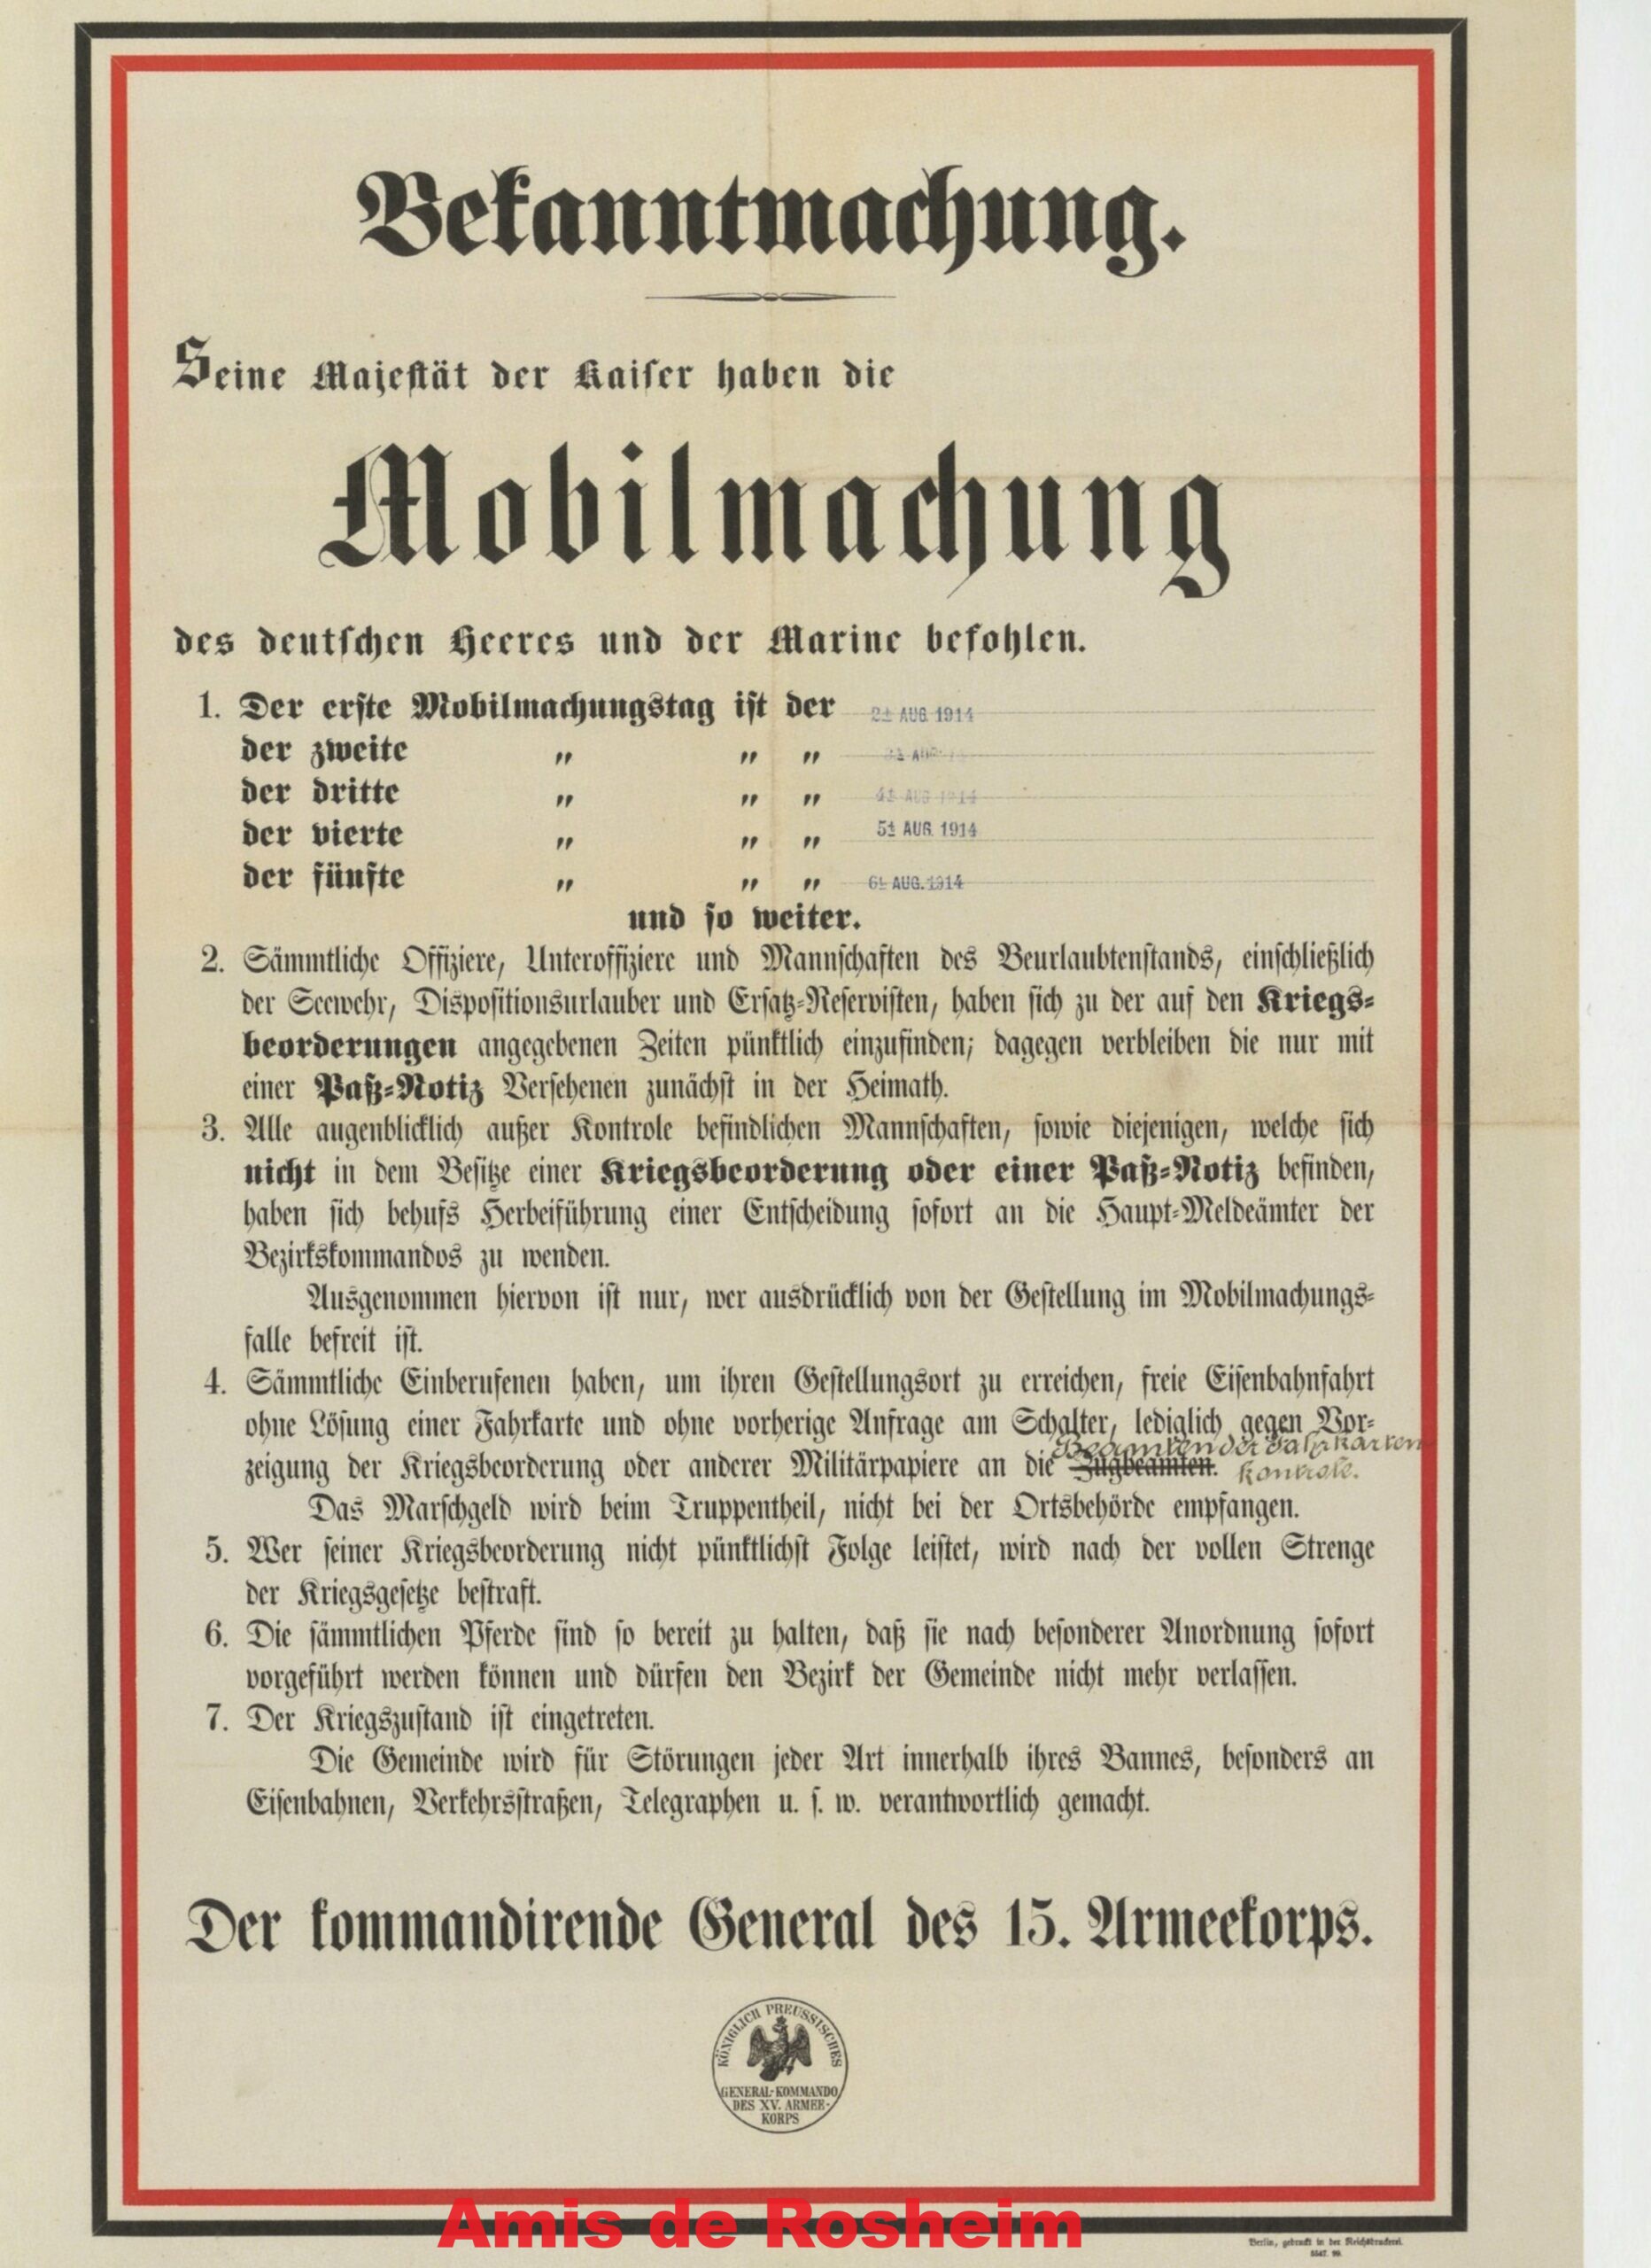 Bekanntmachung.
Seine Majestät der Kaiser haben die
Mobilmachung
des deutschen Heeres und der Marine befohlen.
1. Der erste Mobilmachungstag ist der 2t AUG 1914
der zweite " " "
der dritte " " " 4t AUG 1914
der vierte " " " 5t AUG. 1914
der fünfte " " " 6t AUG. 1914
und so weiter.
2. Sämmtliche Offiziere, Unteroffiziere und Mannschaften des Beurlaubtenstands, einschließlich
der Seewehr, Dispositionsurlauber und Ersatz-Reservisten, haben sich zu der auf den Kriegs-
beorderungen angegebenen Zeiten pünktlich einzufinden; dagegen verbleiben die nur mit
einer Paß-Notiz Versehenen zunächst in der Heimath.
3. Alle augenblicklich außer Kontrole befindlichen Mannschaften, sowie diejenigen, welche sich
nicht in dem Besitze einer Kriegsbeorderung oder einer Paß-Notiz befinden,
haben sich behufs Herbeiführung einer Entscheidung sofort an die Haupt-Meldeämter der
Bezirkskommandos zu wenden.
Ausgenommen hiervon ist nur, wer ausdrücklich von der Gestellung im Mobilmachungs-
falle befreit ist.
4. Sämmtliche Einberufenen haben, um ihren Gestellungsort zu erreichen, freie Eisenbahnfahrt
ohne Lösung einer Fahrkarte und ohne vorherige Anfrage am Schalter, lediglich gegen Vor-
Beamten der Fahrkarten
zeigung der Kriegsbeorderung oder anderer Militärpapiere an die Zugbeamten. kontrole.
Das Marschgeld wird beim Truppentheil, nicht bei der Ortsbehörde empfangen.
5. Wer seiner Kriegsbeorderung nicht pünktlichst Folge leistet, wird nach der vollen Strenge
der Kriegsgesetze bestraft.
6. Die sämmtlichen Pferde sind so bereit zu halten, daß sie nach besonderer Anordnung sofort
vorgeführt werden können und dürfen den Bezirk der Gemeinde nicht mehr verlassen.
7. Der Kriegszustand ist eingetreten.
Die Gemeinde wird für Störungen jeder Art innerhalb ihres Bannes, besonders an
Eisenbahnen, Verkehrsstraßen, Telegraphen u. s. w. verantwortlich gemacht.
Der kommandirende General des 15. Armeekorps.
KÖNIGLICH PREUSSISCHES
GENERAL-KOMMANDO
DES XV. ARMEE-
KORPS
Amis de Rosheim
Berlin, gedruckt in der Reichsdruckerei.